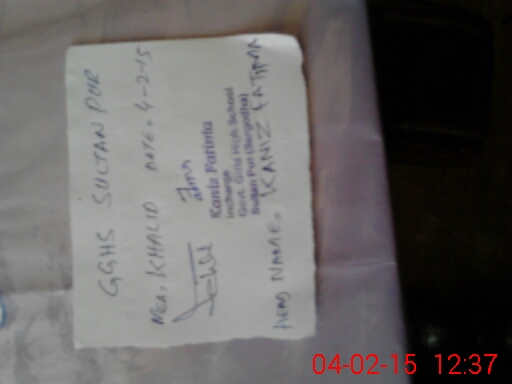 GGHS SULTAN PUR
MEA. KHALID DATE. 4-2-15
Kaniz Fatima
Incharge
Govt. Girls High School
Sultan Pur (Sargodha)
HEAD NAME. KANIZ FATIMA
04-02-15 12:37